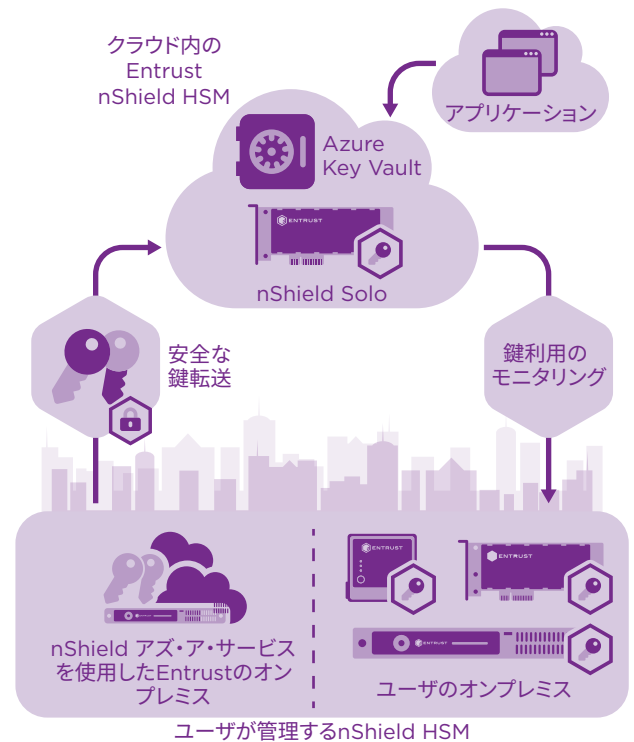 クラウド内の
Entrust
nShield HSM
アプリケーション
Azure
Key Vault
ENTRUST
nShield Solo
安全な
鍵転送
鍵利用の
モニタリング
ENTRUST
ENTRUST
ENTRUST
nShield アズ・ア・サービス
を使用したEntrustのオン
プレミス
ユーザのオンプレミス
ユーザが管理するnShield HSM